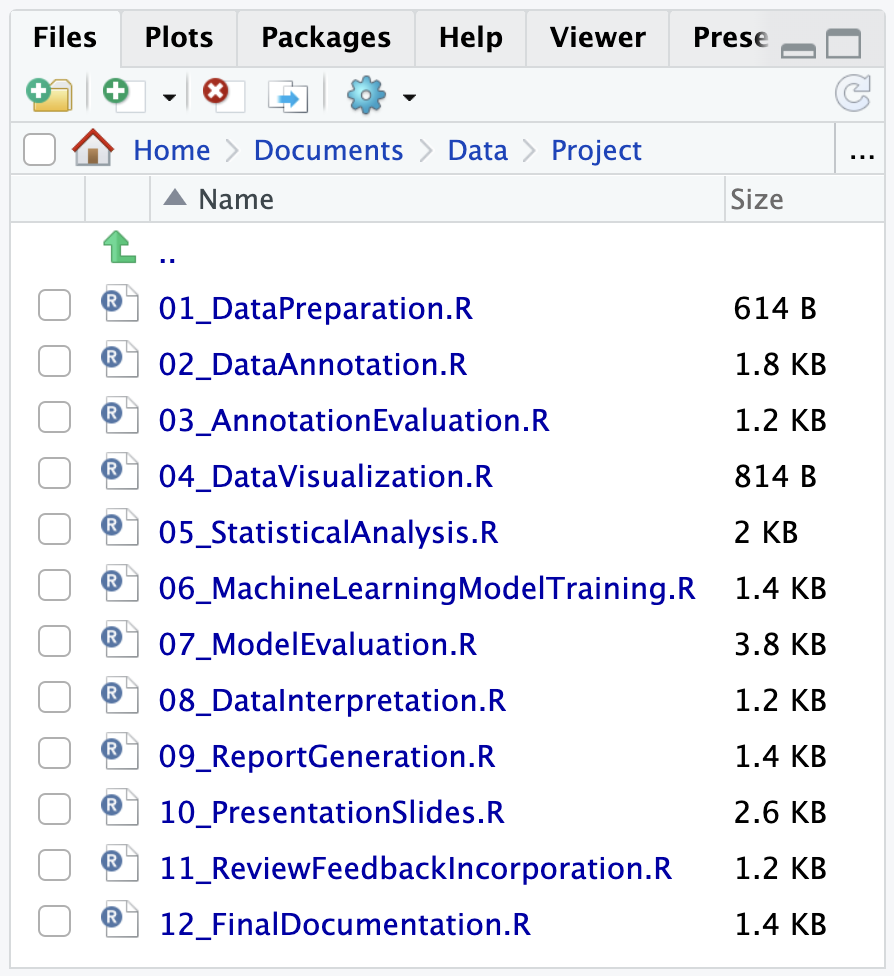 Files Plots Packages Help Viewer Prese
Home Documents Data Project ...
Name Size
..
01_DataPreparation.R 614 B
02_DataAnnotation.R 1.8 KB
03_AnnotationEvaluation.R 1.2 KB
04_DataVisualization.R 814 B
05_StatisticalAnalysis.R 2 KB
06_MachineLearningModelTraining.R 1.4 KB
07_ModelEvaluation.R 3.8 KB
08_DataInterpretation.R 1.2 KB
09_ReportGeneration.R 1.4 KB
10_PresentationSlides.R 2.6 KB
11_ReviewFeedbackIncorporation.R 1.2 KB
12_FinalDocumentation.R 1.4 KB